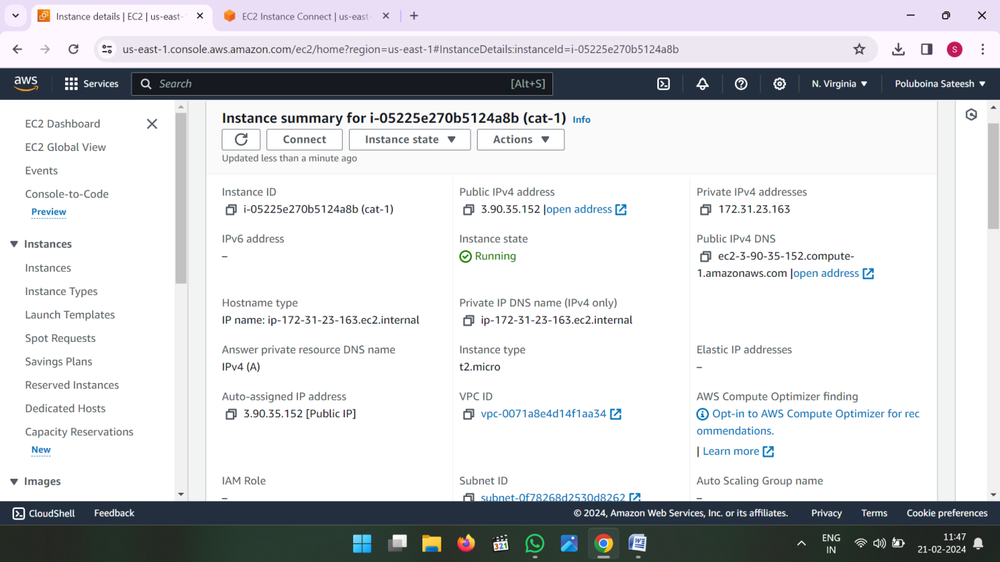 Instance details | EC2 | us-east-
EC2 Instance Connect | us-east-
us-east-1.console.aws.amazon.com/ec2/home?region=us-east-1#InstanceDetails:instanceId=i-05225e270b5124a8b
S
aws
Services
Search
[Alt+S]
N. Virginia
Poluboina Sateesh
EC2 Dashboard
EC2 Global View
Events
Console-to-Code
Preview
Instances
Instances
Instance Types
Launch Templates
Spot Requests
Savings Plans
Reserved Instances
Dedicated Hosts
Capacity Reservations
New
Images
Instance summary for i-05225e270b5124a8b (cat-1) Info
Connect
Instance state
Actions
Updated less than a minute ago
Instance ID
i-05225e270b5124a8b (cat-1)
Public IPv4 address
3.90.35.152 |open address
Private IPv4 addresses
172.31.23.163
IPv6 address
–
Instance state
Running
Public IPv4 DNS
ec2-3-90-35-152.compute-
1.amazonaws.com |open address
Hostname type
IP name: ip-172-31-23-163.ec2.internal
Private IP DNS name (IPv4 only)
ip-172-31-23-163.ec2.internal
Answer private resource DNS name
IPv4 (A)
Instance type
t2.micro
Elastic IP addresses
–
Auto-assigned IP address
3.90.35.152 [Public IP]
VPC ID
vpc-0071a8e4d14f1aa34
AWS Compute Optimizer finding
Opt-in to AWS Compute Optimizer for rec
ommendations.
| Learn more
IAM Role
–
Subnet ID
subnet-0f78268d2530d8262
Auto Scaling Group name
–
CloudShell
Feedback
© 2024, Amazon Web Services, Inc. or its affiliates.
Privacy
Terms
Cookie preferences
321
ENG
IN
11:47
21-02-2024